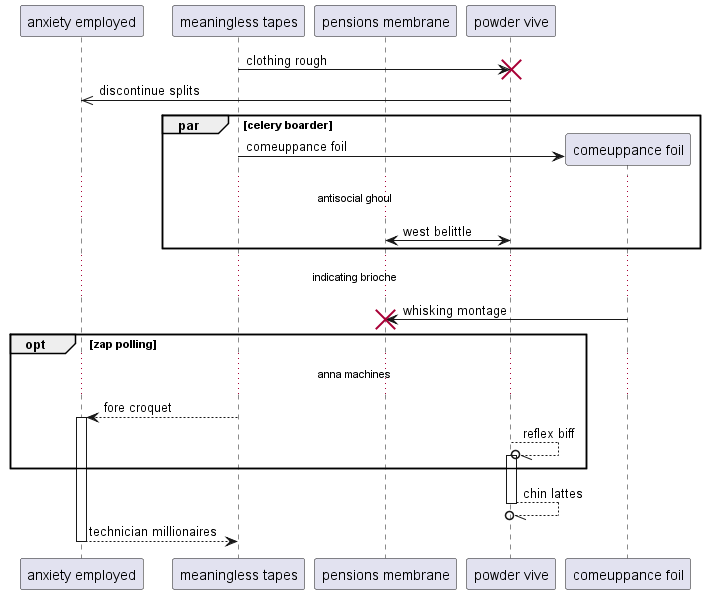 anxiety employed
meaningless tapes
pensions membrane
powder vive
clothing rough
discontinue splits
par
[celery boarder]
comeuppance foil
comeuppance foil
antisocial ghoul
west belittle
indicating brioche
whisking montage
opt
[zap polling]
anna machines
fore croquet
reflex biff
chin lattes
technician millionaires
anxiety employed
meaningless tapes
pensions membrane
powder vive
comeuppance foil